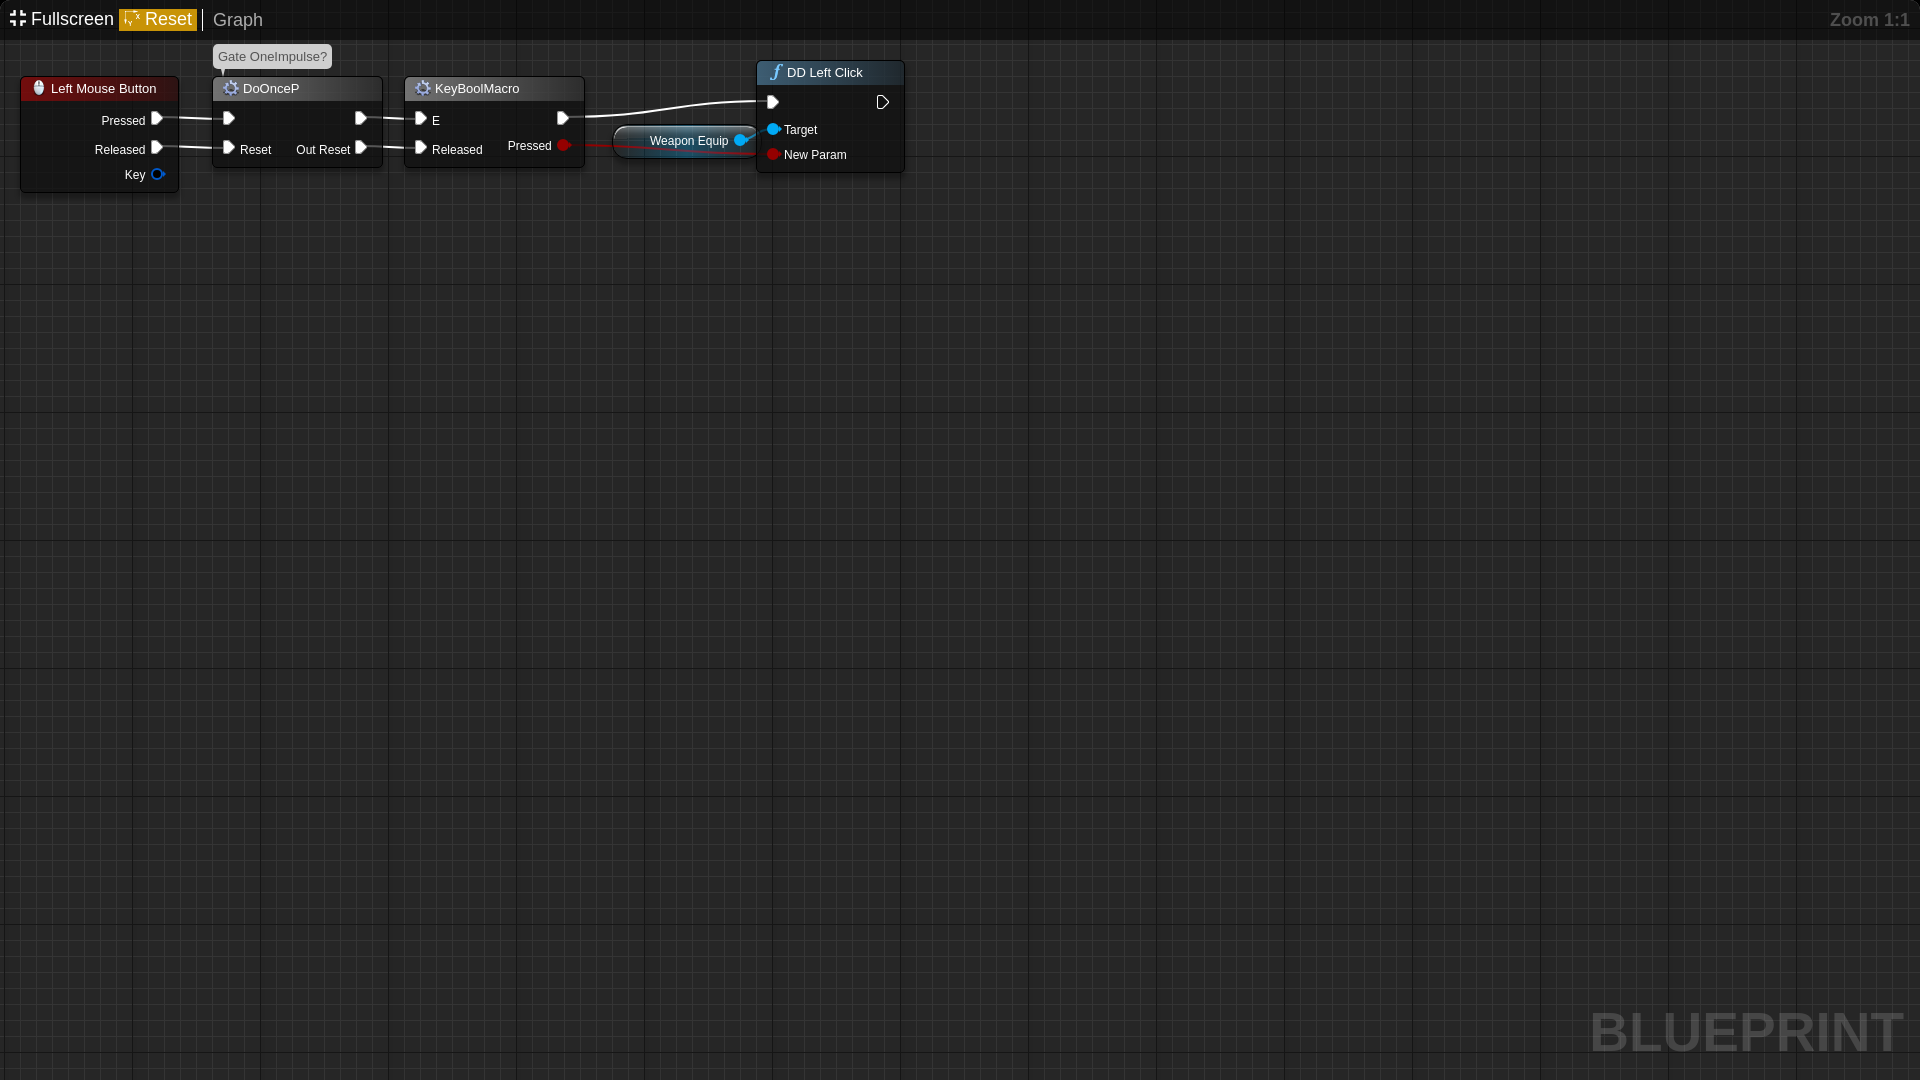 Fullscreen Reset Graph Zoom 1:1
Gate OneImpulse?
Left Mouse Button
Pressed
Released
Key
DoOnceP
Reset Out Reset
KeyBoolMacro
E
Released Pressed
Weapon Equip
DD Left Click
Target
New Param
BLUEPRINT